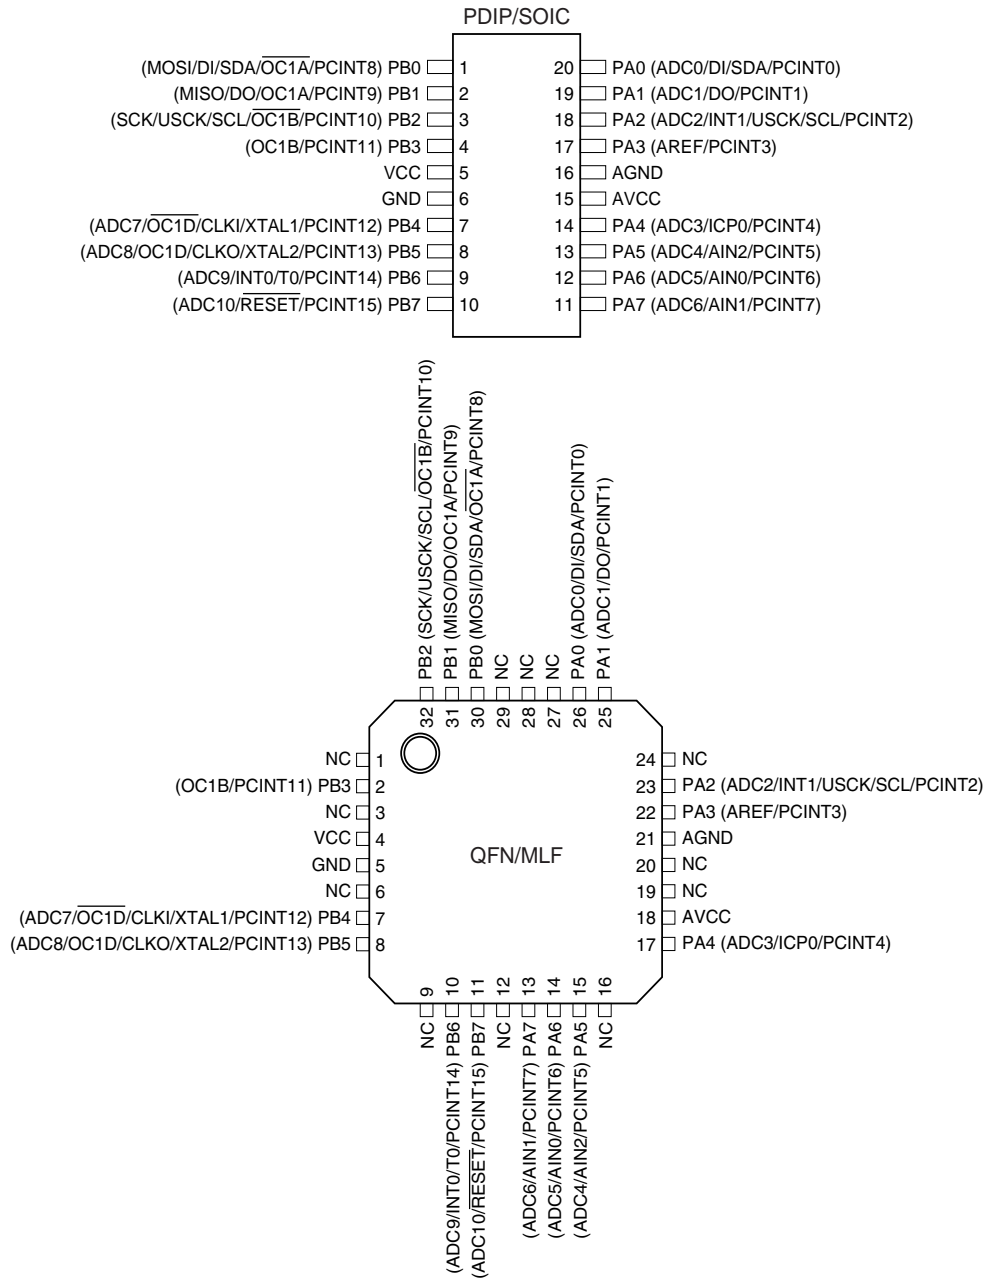 PDIP/SOIC
(MOSI/DI/SDA/OC1A/PCINT8) PB0 1 20 PA0 (ADC0/DI/SDA/PCINT0)
(MISO/DO/OC1A/PCINT9) PB1 2 19 PA1 (ADC1/DO/PCINT1)
(SCK/USCK/SCL/OC1B/PCINT10) PB2 3 18 PA2 (ADC2/INT1/USCK/SCL/PCINT2)
(OC1B/PCINT11) PB3 4 17 PA3 (AREF/PCINT3)
VCC 5 16 AGND
GND 6 15 AVCC
(ADC7/OC1D/CLKI/XTAL1/PCINT12) PB4 7 14 PA4 (ADC3/ICP0/PCINT4)
(ADC8/OC1D/CLKO/XTAL2/PCINT13) PB5 8 13 PA5 (ADC4/AIN2/PCINT5)
(ADC9/INT0/T0/PCINT14) PB6 9 12 PA6 (ADC5/AIN0/PCINT6)
(ADC10/RESET/PCINT15) PB7 10 11 PA7 (ADC6/AIN1/PCINT7)
32 PB2 (SCK/USCK/SCL/OC1B/PCINT10)
31 PB1 (MISO/DO/OC1A/PCINT9)
30 PB0 (MOSI/DI/SDA/OC1A/PCINT8)
29 NC
28 NC
27 NC
26 PA0 (ADC0/DI/SDA/PCINT0)
25 PA1 (ADC1/DO/PCINT1)
NC 1
(OC1B/PCINT11) PB3 2
NC 3
VCC 4
GND 5
NC 6
(ADC7/OC1D/CLKI/XTAL1/PCINT12) PB4 7
(ADC8/OC1D/CLKO/XTAL2/PCINT13) PB5 8
QFN/MLF
24 NC
23 PA2 (ADC2/INT1/USCK/SCL/PCINT2)
22 PA3 (AREF/PCINT3)
21 AGND
20 NC
19 NC
18 AVCC
17 PA4 (ADC3/ICP0/PCINT4)
NC 9
(ADC9/INT0/T0/PCINT14) PB6 10
(ADC10/RESET/PCINT15) PB7 11
NC 12
(ADC6/AIN1/PCINT7) PA7 13
(ADC5/AIN0/PCINT6) PA6 14
(ADC4/AIN2/PCINT5) PA5 15
NC 16